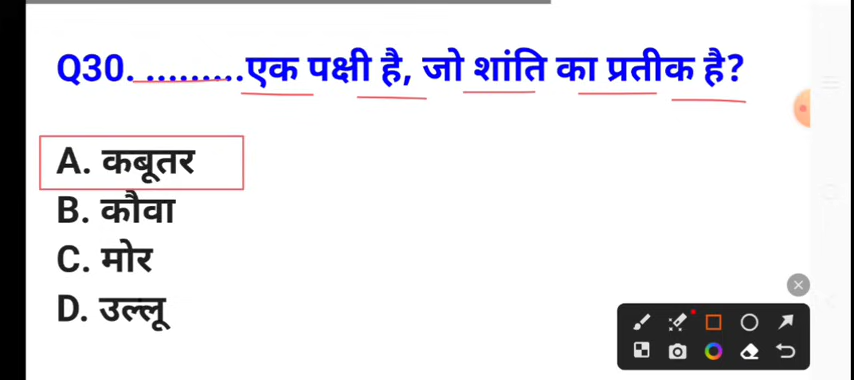 Q30. .........एक पक्षी है, जो शांति का प्रतीक है?
A. कबूतर
B. कौवा
C. मोर
D. उल्लू